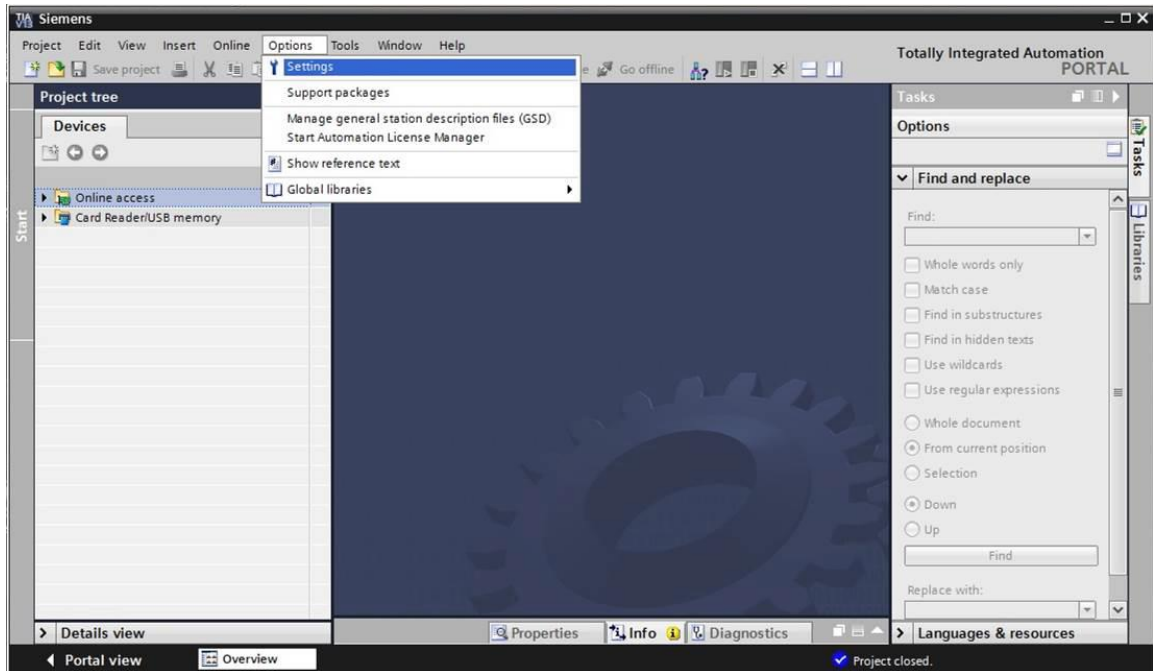 Siemens
Project Edit View Insert Online Options Tools Window Help
Save project
Go offline
Totally Integrated Automation
PORTAL
Settings
Support packages
Manage general station description files (GSD)
Start Automation License Manager
Show reference text
Global libraries
Start
Project tree
Devices
Online access
Card Reader/USB memory
Details view
Properties
Info
Diagnostics
Tasks
Options
Find and replace
Find:
Whole words only
Match case
Find in substructures
Find in hidden texts
Use wildcards
Use regular expressions
Whole document
From current position
Selection
Down
Up
Find
Replace with:
Languages & resources
Tasks
Libraries
Portal view
Overview
Project closed.